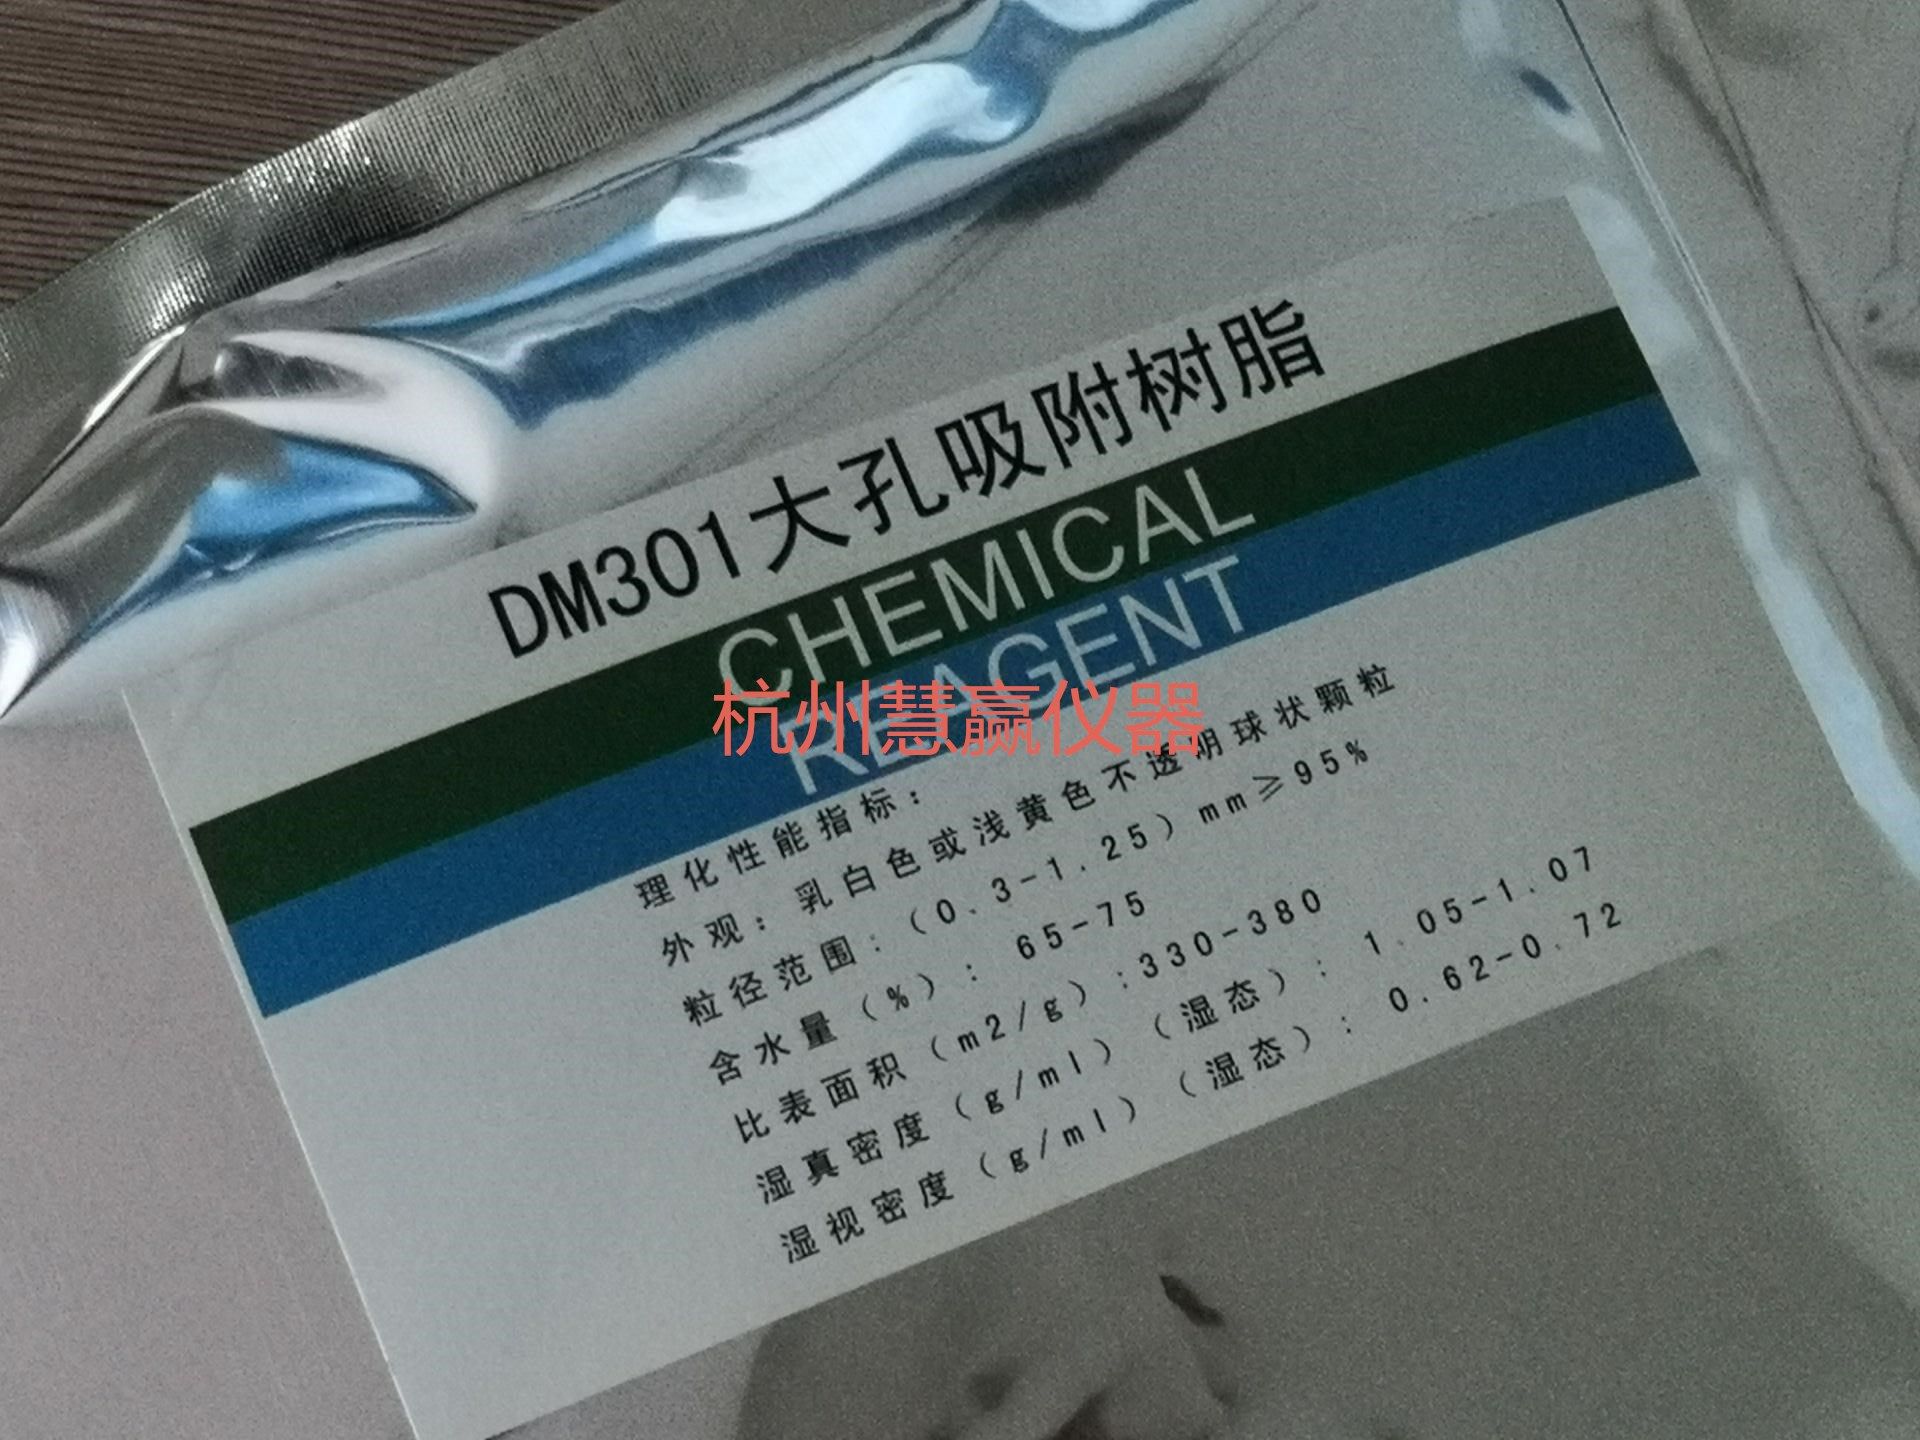 DM301大孔吸附树脂
CHEMICAL
REAGENT
杭州慧赢仪器
理化性能指标：
外观：乳白色或浅黄色不透明球状颗粒
粒径范围：（0.3-1.25）mm≥95%
含水量（%）：65-75
比表面积（m2/g）:330-380
湿真密度（g/ml）（湿态）：1.05-1.07
湿视密度（g/ml）（湿态）：0.62-0.72